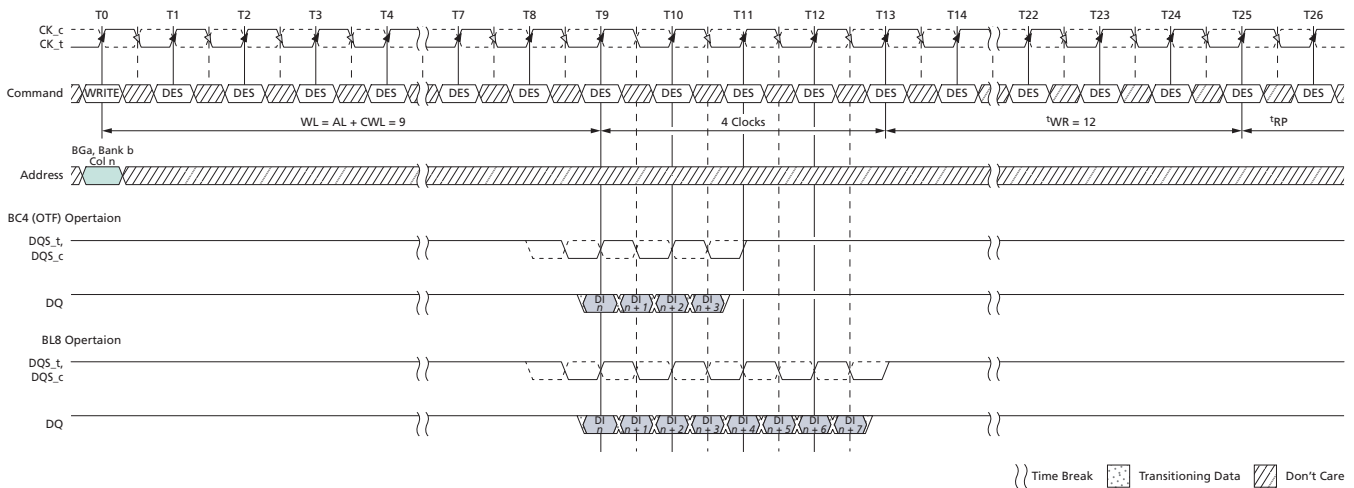 T0 T1 T2 T3 T4 T7 T8 T9 T10 T11 T12 T13 T14 T22 T23 T24 T25 T26
CK_c
CK_t
Command WRITE DES DES DES DES DES DES DES DES DES DES DES DES DES DES DES DES DES
WL = AL + CWL = 9 4 Clocks tWR = 12 tRP
BGa, Bank b
Col n
Address
BC4 (OTF) Opertaion
DQS_t,
DQS_c
DQ DI n DI n + 1 DI n + 2 DI n + 3
BL8 Opertaion
DQS_t,
DQS_c
DQ DI n DI n + 1 DI n + 2 DI n + 3 DI n + 4 DI n + 5 DI n + 6 DI n + 7
Time Break Transitioning Data Don't Care